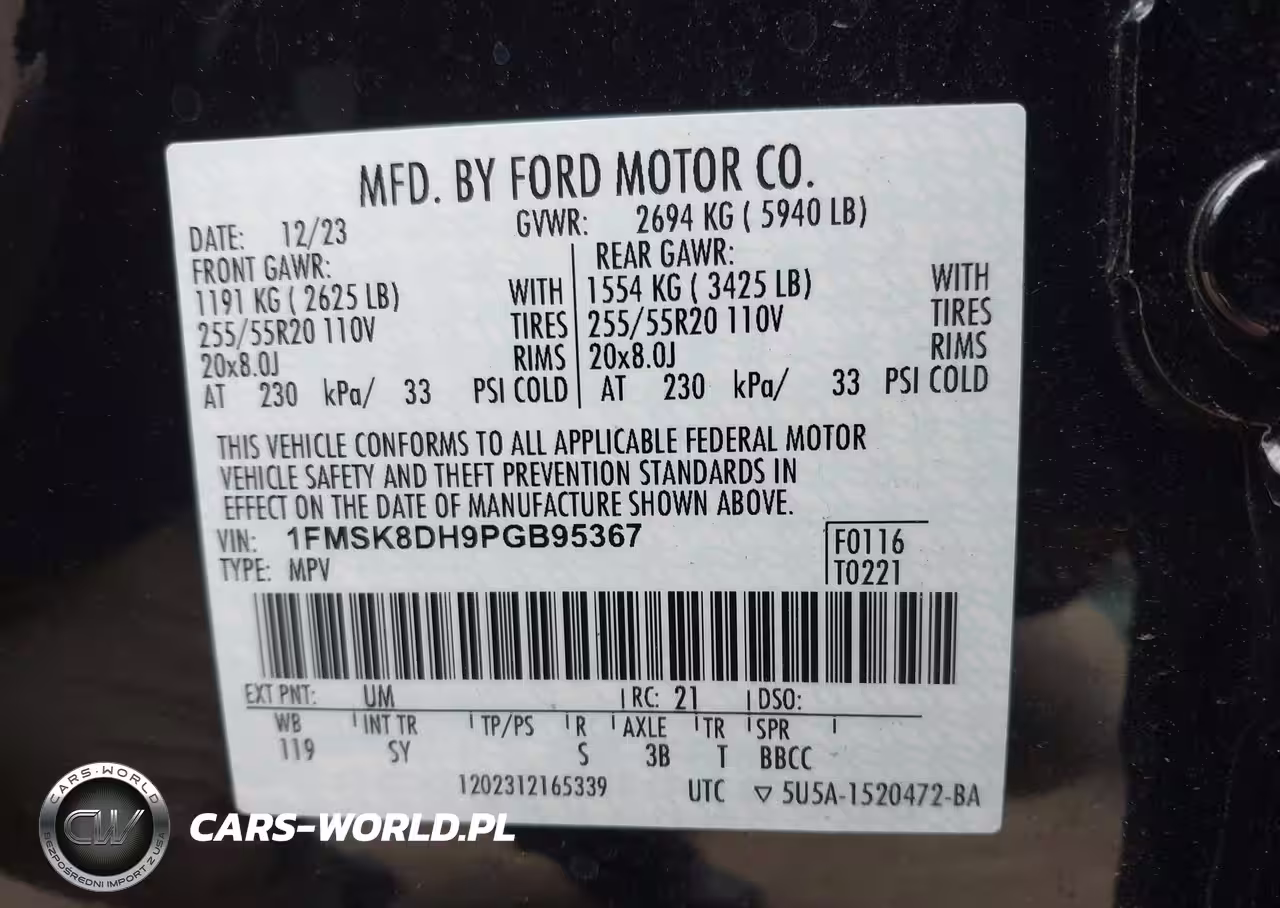 MFD. BY FORD MOTOR CO.
DATE: 12/23 GVWR: 2694 KG ( 5940 LB)
FRONT GAWR: REAR GAWR:
1191 KG ( 2625 LB) WITH 1554 KG ( 3425 LB) WITH
255/55R20 110V TIRES 255/55R20 110V TIRES
20x8.0J RIMS 20x8.0J RIMS
AT 230 kPa/ 33 PSI COLD AT 230 kPa/ 33 PSI COLD
THIS VEHICLE CONFORMS TO ALL APPLICABLE FEDERAL MOTOR
VEHICLE SAFETY AND THEFT PREVENTION STANDARDS IN
EFFECT ON THE DATE OF MANUFACTURE SHOWN ABOVE.
VIN: 1FMSK8DH9PGB95367 F0116
TYPE: MPV T0221
EXT PNT: UM RC: 21 DSO:
WB INT TR TP/PS R AXLE TR SPR
119 SY S 3B T BBCC
1202312165339 UTC ▽ 5U5A-1520472-BA
CARS-WORLD
CW
BEZPOŚREDNI IMPORT Z USA
CARS-WORLD.PL